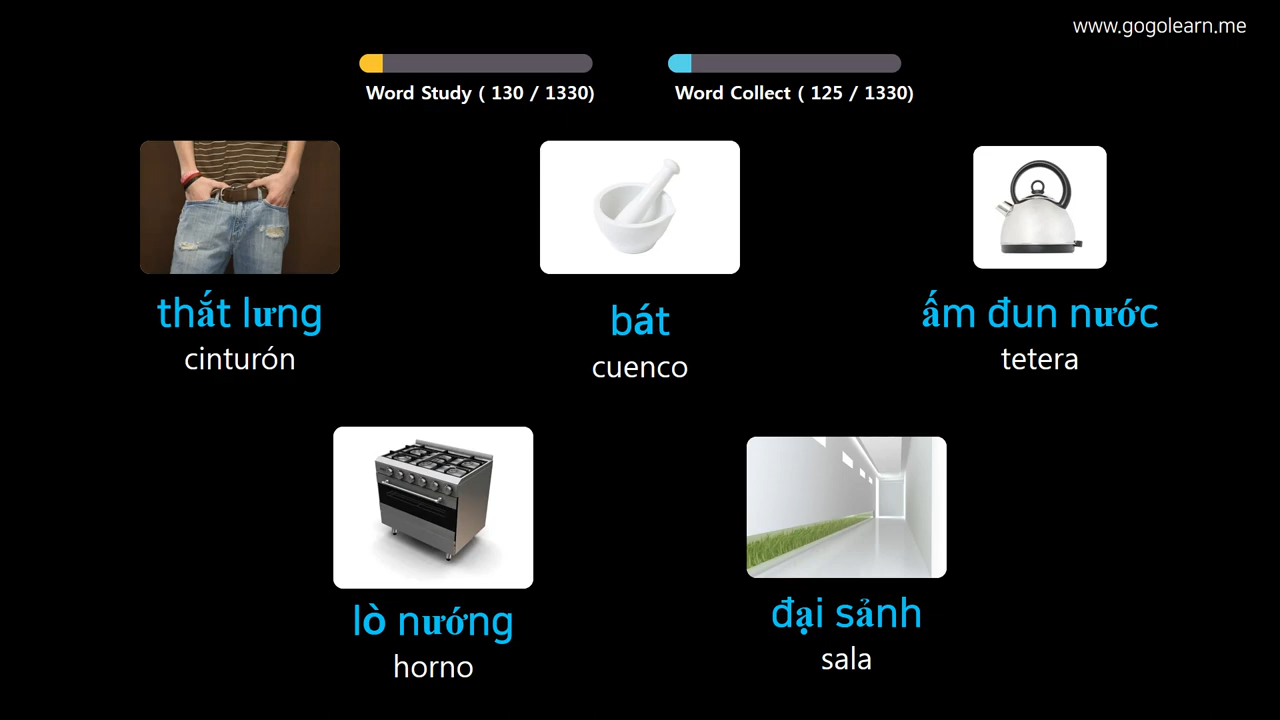 www.gogolearn.me
Word Study ( 130 / 1330)
Word Collect ( 125 / 1330)
thắt lưng
cinturón
bát
cuenco
ấm đun nước
tetera
lò nướng
horno
đại sảnh
sala